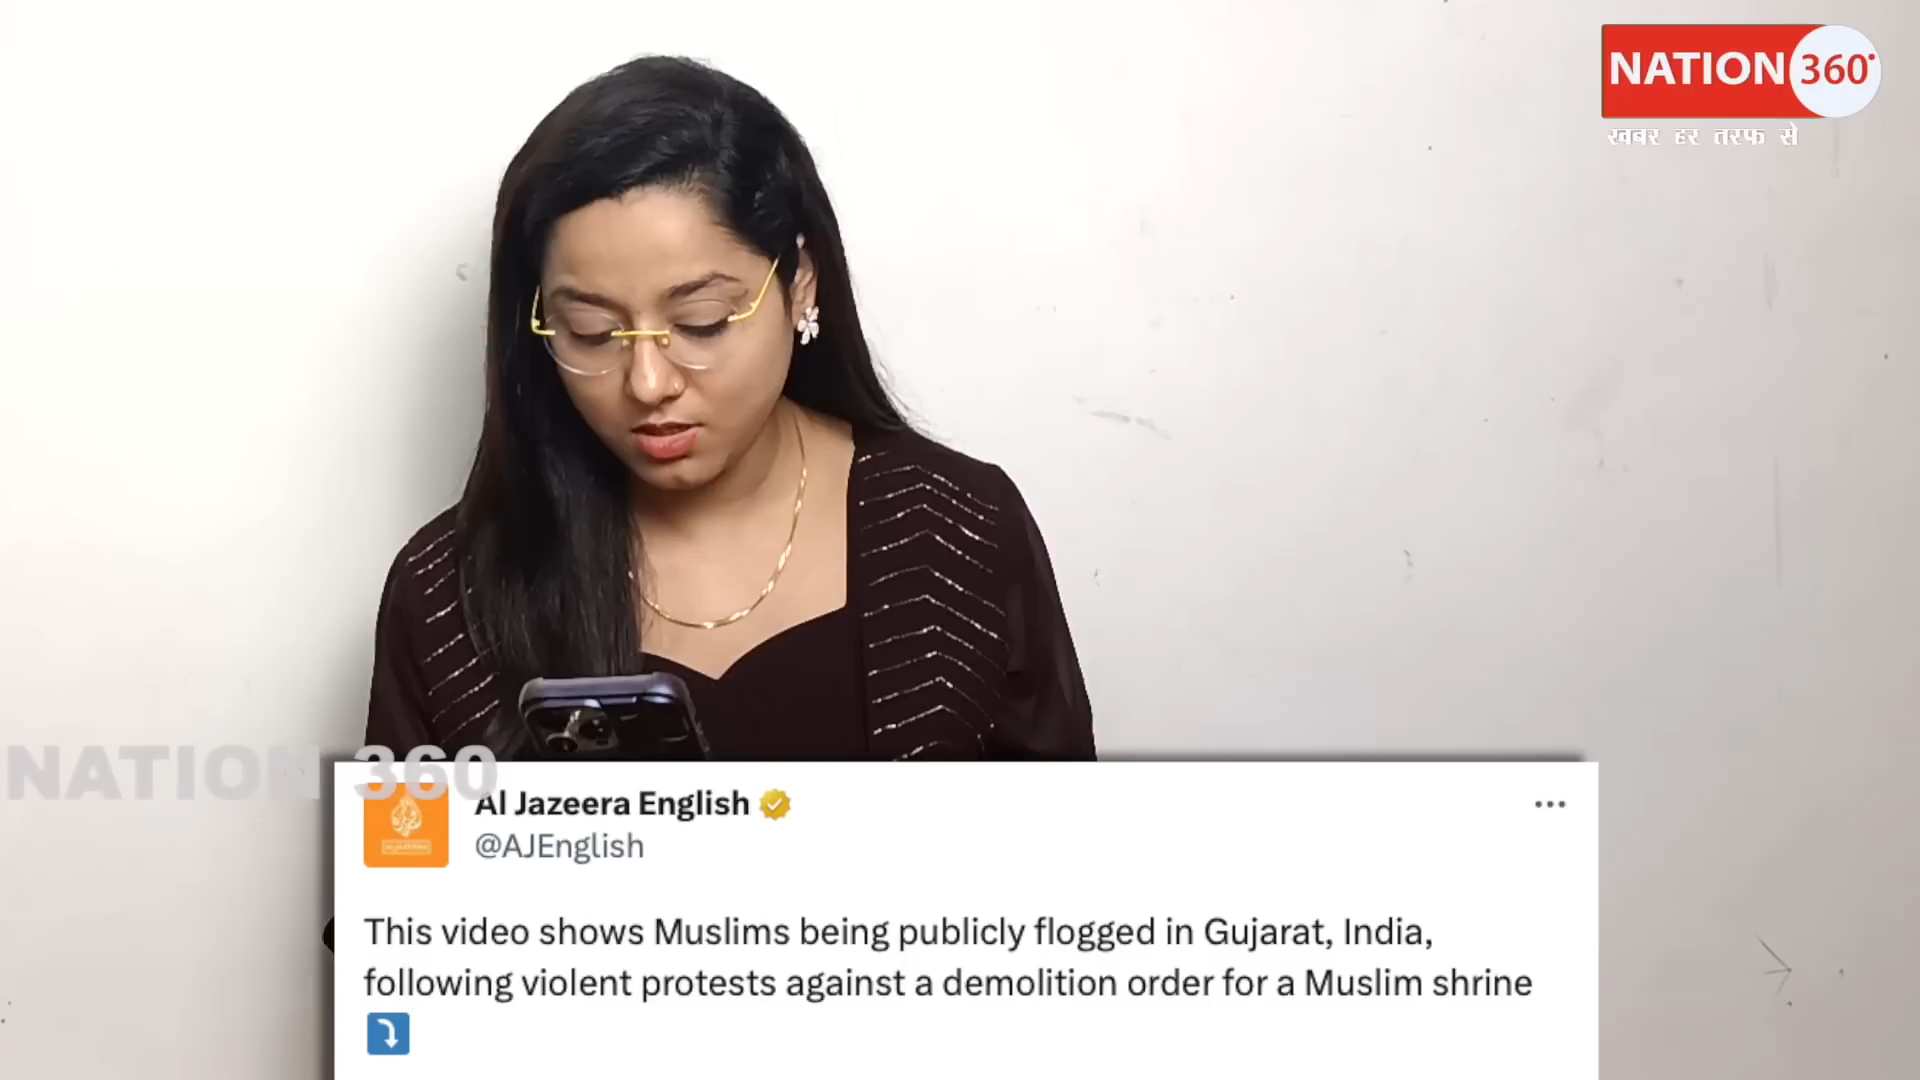 NATION 360°
खबर हर तरफ से
NATION 360
Al Jazeera English
@AJEnglish
This video shows Muslims being publicly flogged in Gujarat, India,
following violent protests against a demolition order for a Muslim shrine